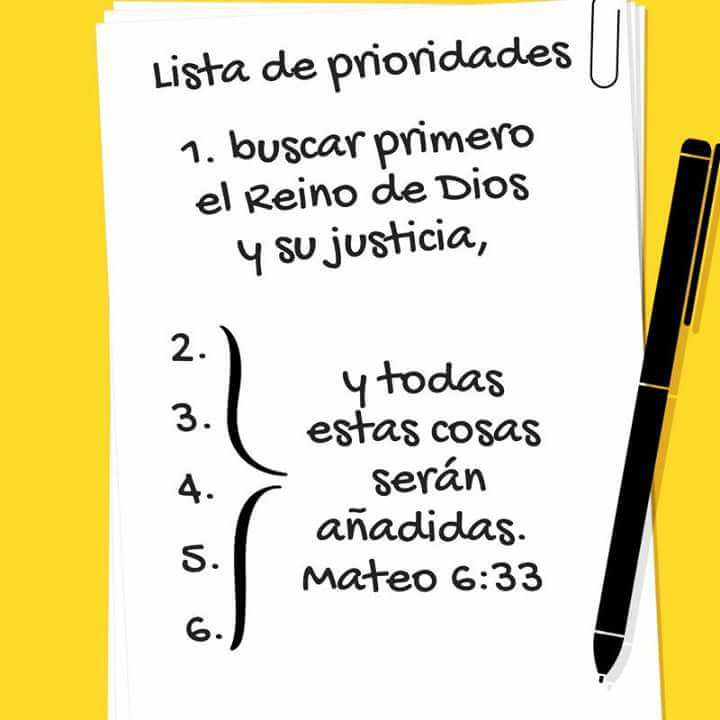 Lista de prioridades
1. buscar primero
el Reino de Dios
y su justicia,
2.
3.
4.
5.
6.
y todas
estas cosas
serán
añadidas.
Mateo 6:33